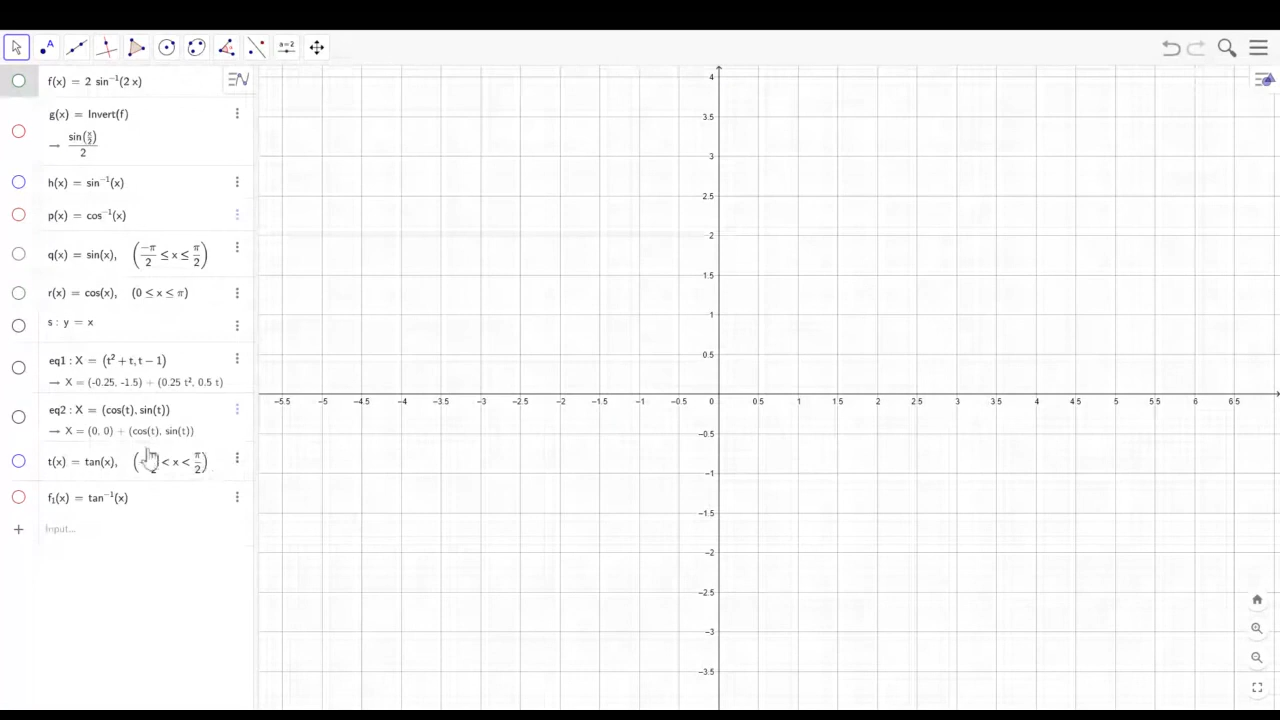 A
a=2
f(x) = 2 sin⁻¹(2 x)
g(x) = Invert(f)
→ sin(x/2)/2
h(x) = sin⁻¹(x)
p(x) = cos⁻¹(x)
q(x) = sin(x), (−π/2 ≤ x ≤ π/2)
r(x) = cos(x), (0 ≤ x ≤ π)
s : y = x
eq1 : X = (t² + t, t − 1)
→ X = (-0.25, -1.5) + (0.25 t², 0.5 t)
eq2 : X = (cos(t), sin(t))
→ X = (0, 0) + (cos(t), sin(t))
t(x) = tan(x), ( π/2 < x < π/2)
f₁(x) = tan⁻¹(x)
Input...
4
3.5
3
2.5
2
1.5
1
0.5
−5.5 −5 −4.5 −4 −3.5 −3 −2.5 −2 −1.5 −1 −0.5 0 0.5 1 1.5 2 2.5 3 3.5 4 4.5 5 5.5 6 6.5
−0.5
−1
−1.5
−2
−2.5
−3
−3.5